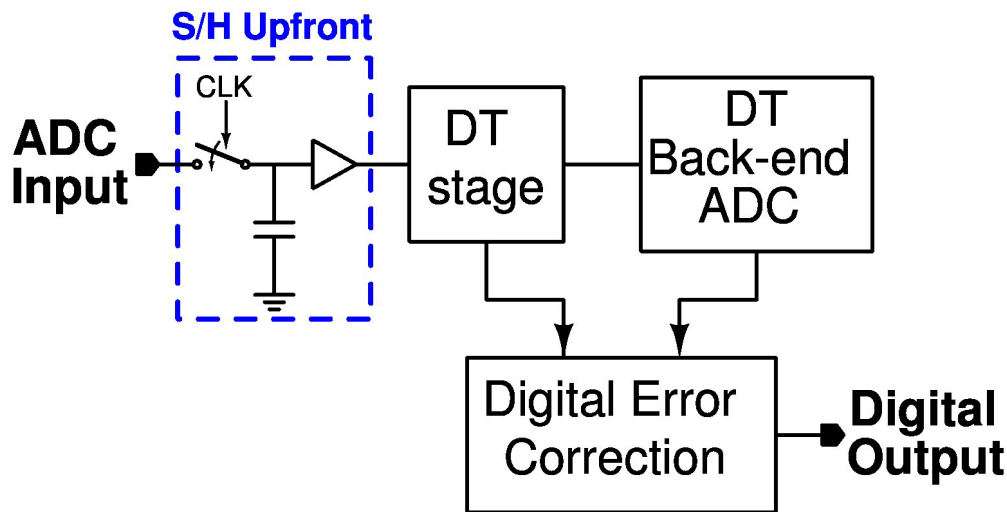 S/H Upfront
CLK
ADC
Input
DT
stage
DT
Back-end
ADC
Digital Error
Correction
Digital
Output